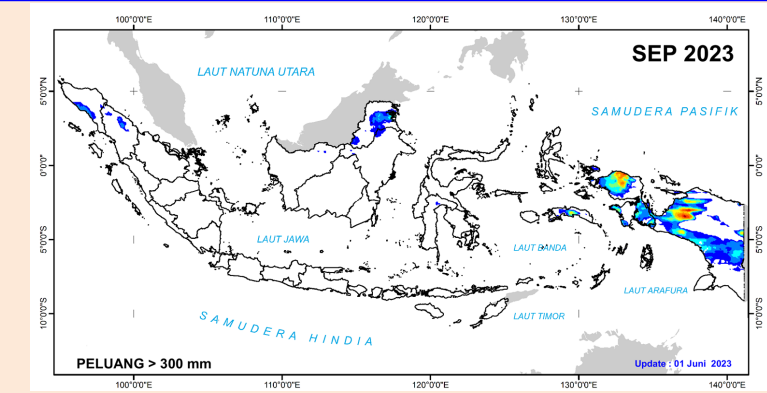 100°0'0"E 110°0'0"E 120°0'0"E 130°0'0"E 140°0'0"E
SEP 2023
LAUT NATUNA UTARA
5°0'0"N 5°0'0"N
SAMUDERA PASIFIK
0°0'0" 0°0'0"
5°0'0"S 5°0'0"S
LAUT JAWA
LAUT BANDA
LAUT ARAFURA
10°0'0"S 10°0'0"S
SAMUDERA HINDIA
LAUT TIMOR
PELUANG > 300 mm
Update : 01 Juni 2023
100°0'0"E 110°0'0"E 120°0'0"E 130°0'0"E 140°0'0"E